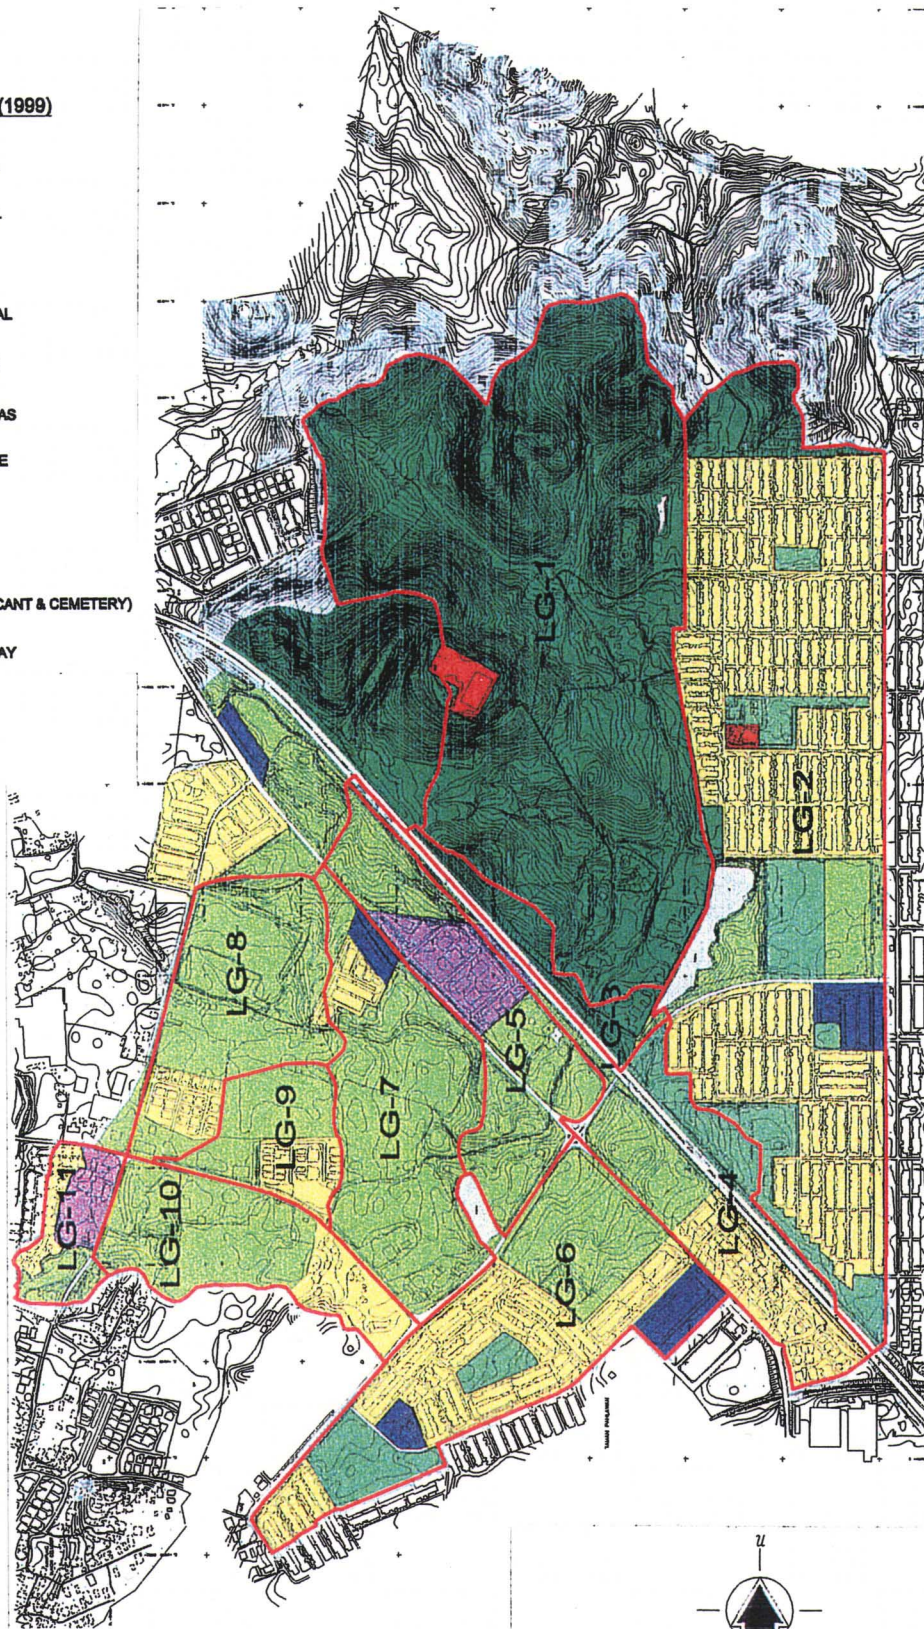 (1999)
AL
AS
E
CANT & CEMETERY)
AY
LG-1
LG-2
LG-3
LG-4
LG-5
LG-6
LG-7
LG-8
LG-9
LG-10
LG-11
n